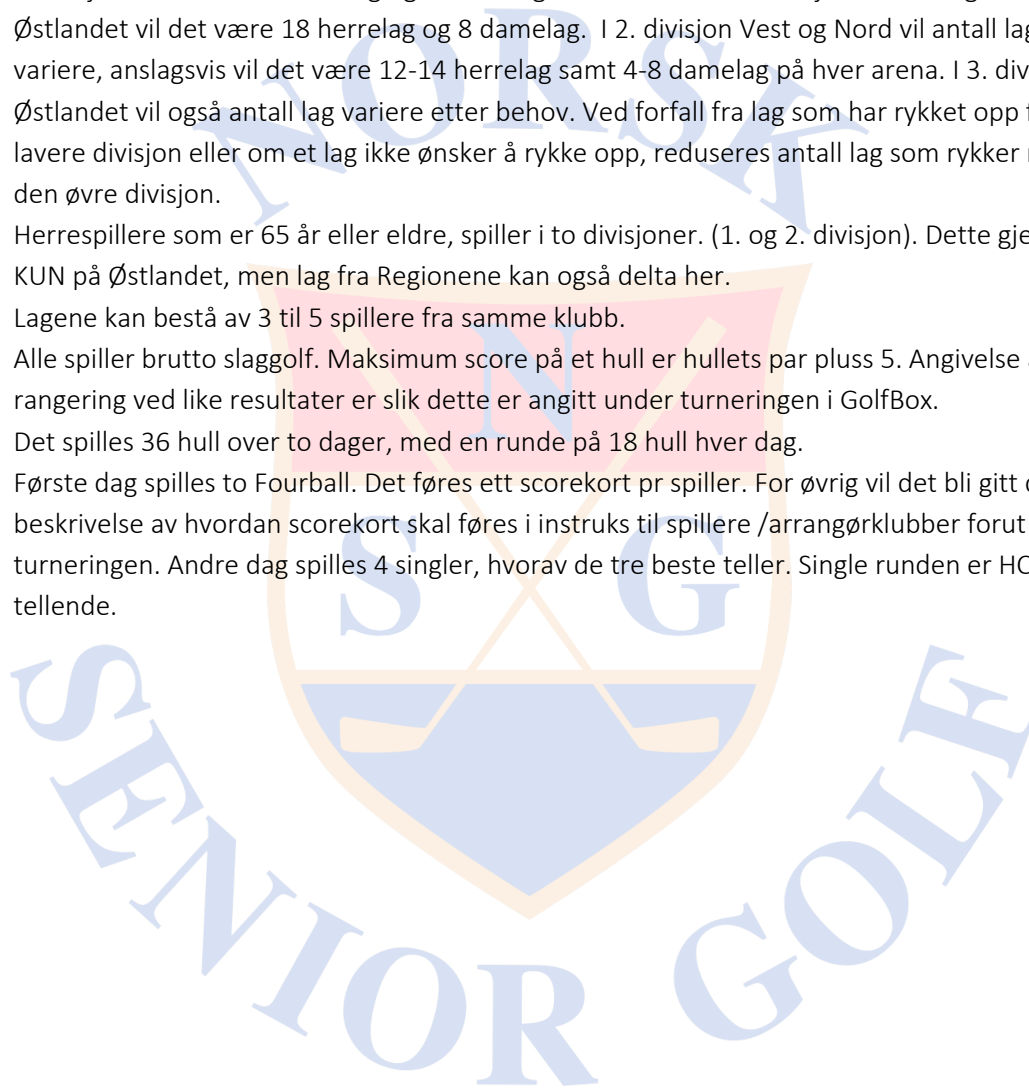 Østlandet vil det være 18 herrelag og 8 damelag.  I 2. divisjon Vest og Nord vil antall lag
variere, anslagsvis vil det være 12-14 herrelag samt 4-8 damelag på hver arena. I 3. div
Østlandet vil også antall lag variere etter behov. Ved forfall fra lag som har rykket opp f
lavere divisjon eller om et lag ikke ønsker å rykke opp, reduseres antall lag som rykker
den øvre divisjon.
Herrespillere som er 65 år eller eldre, spiller i to divisjoner. (1. og 2. divisjon). Dette gje
KUN på Østlandet, men lag fra Regionene kan også delta her.
Lagene kan bestå av 3 til 5 spillere fra samme klubb.
Alle spiller brutto slaggolf. Maksimum score på et hull er hullets par pluss 5. Angivelse
rangering ved like resultater er slik dette er angitt under turneringen i GolfBox.
Det spilles 36 hull over to dager, med en runde på 18 hull hver dag.
Første dag spilles to Fourball. Det føres ett scorekort pr spiller. For øvrig vil det bli gitt
beskrivelse av hvordan scorekort skal føres i instruks til spillere /arrangørklubber forut
turneringen. Andre dag spilles 4 singler, hvorav de tre beste teller. Single runden er HC
tellende.
NORSK
N
S G
SENIOR GOLF